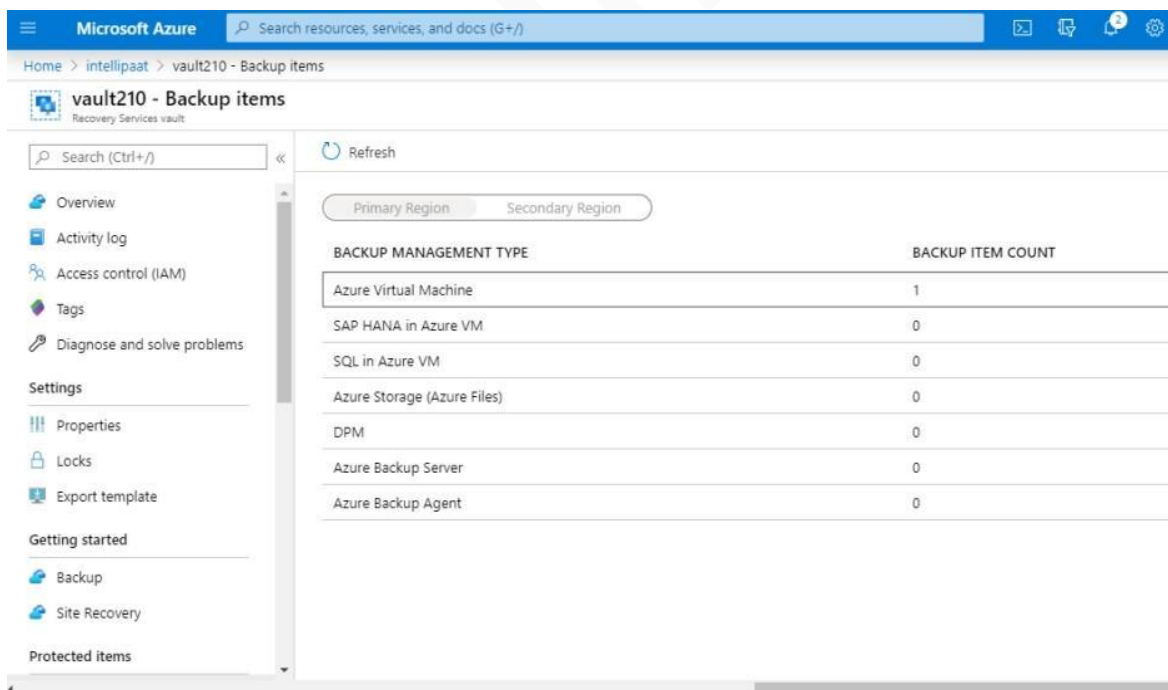 Microsoft Azure
Search resources, services, and docs (G+/)
2
Home > intellipaat > vault210 - Backup items
vault210 - Backup items
Recovery Services vault
Search (Ctrl+/)
«
Refresh
Overview
Activity log
Access control (IAM)
Tags
Diagnose and solve problems
Settings
Properties
Locks
Export template
Getting started
Backup
Site Recovery
Protected items
Primary Region Secondary Region
BACKUP MANAGEMENT TYPE BACKUP ITEM COUNT
Azure Virtual Machine 1
SAP HANA in Azure VM 0
SQL in Azure VM 0
Azure Storage (Azure Files) 0
DPM 0
Azure Backup Server 0
Azure Backup Agent 0